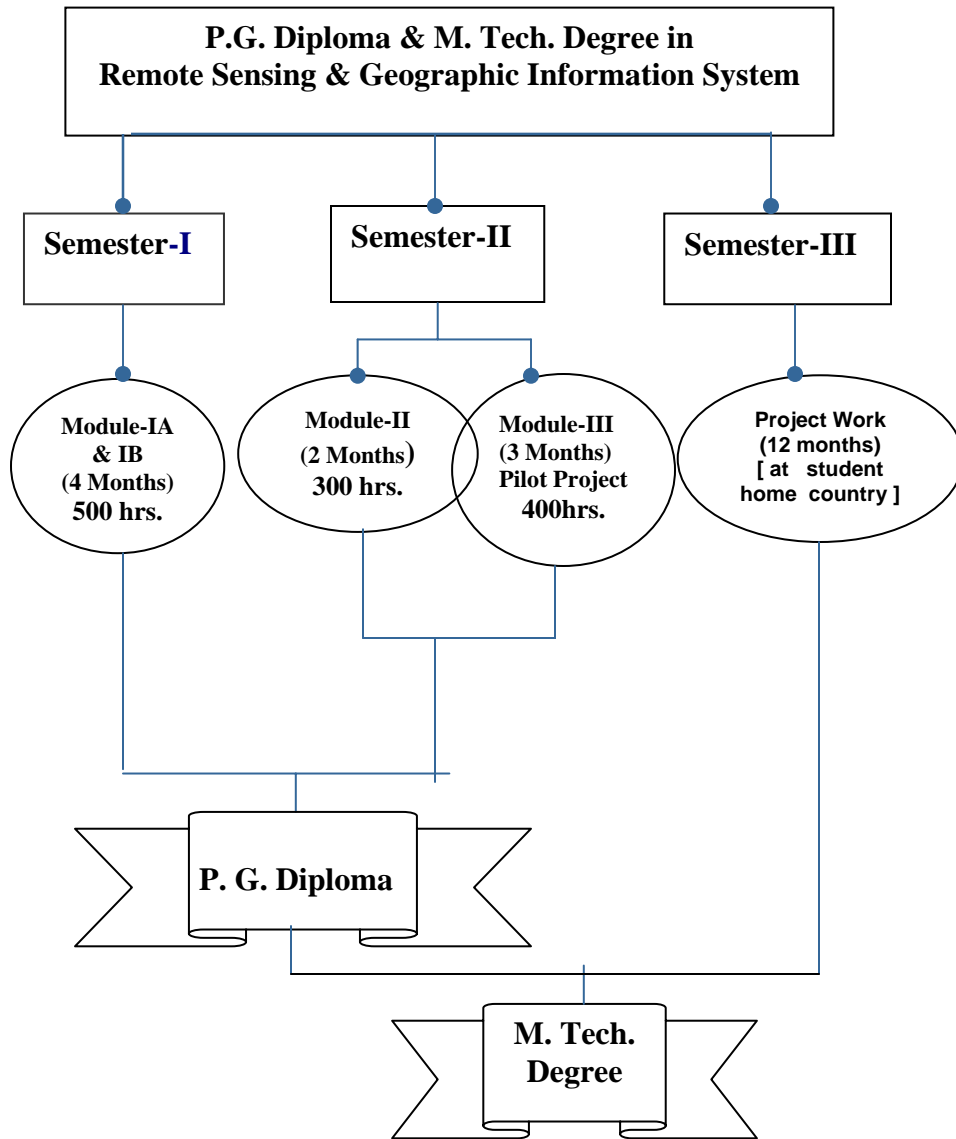 P.G. Diploma & M. Tech. Degree in
Remote Sensing & Geographic Information System
Semester-I
Semester-II
Semester-III
Module-IA
& IB
(4 Months)
500 hrs.
Module-II
(2 Months)
300 hrs.
Module-III
(3 Months)
Pilot Project
400hrs.
Project Work
(12 months)
[ at student
home country ]
P. G. Diploma
M. Tech.
Degree